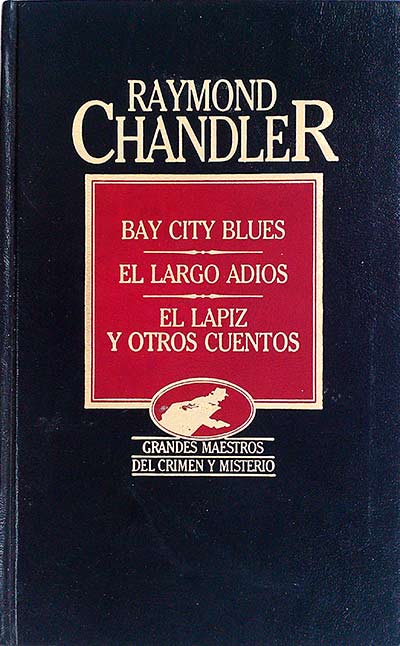 RAYMOND
CHANDLER
BAY CITY BLUES
EL LARGO ADIOS
EL LAPIZ
Y OTROS CUENTOS
GRANDES MAESTROS
DEL CRIMEN Y MISTERIO